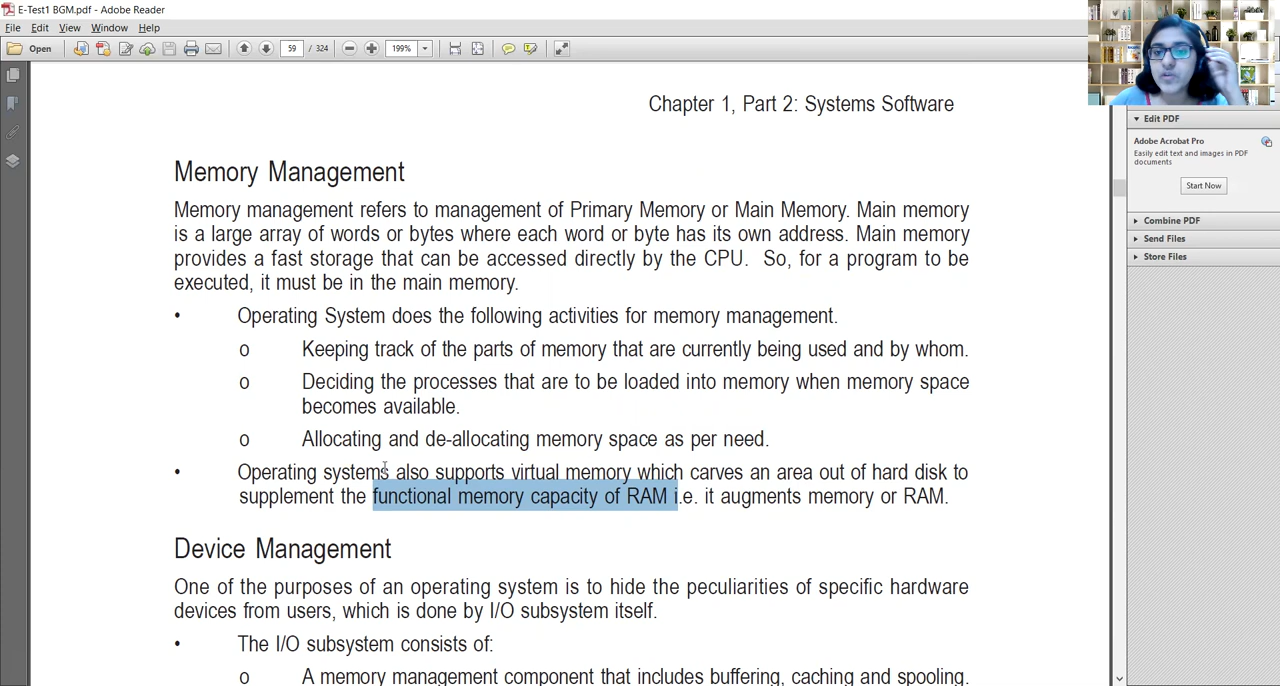 E-Test1 BGM.pdf - Adobe Reader
File Edit View Window Help
Open 59 / 324 199%
Chapter 1, Part 2: Systems Software
Memory Management
Memory management refers to management of Primary Memory or Main Memory. Main memory
is a large array of words or bytes where each word or byte has its own address. Main memory
provides a fast storage that can be accessed directly by the CPU. So, for a program to be
executed, it must be in the main memory.
• Operating System does the following activities for memory management.
o Keeping track of the parts of memory that are currently being used and by whom.
o Deciding the processes that are to be loaded into memory when memory space
becomes available.
o Allocating and de-allocating memory space as per need.
• Operating systems also supports virtual memory which carves an area out of hard disk to
supplement the functional memory capacity of RAM i.e. it augments memory or RAM.
Device Management
One of the purposes of an operating system is to hide the peculiarities of specific hardware
devices from users, which is done by I/O subsystem itself.
• The I/O subsystem consists of:
o A memory management component that includes buffering, caching and spooling.
Edit PDF
Adobe Acrobat Pro
Easily edit text and images in PDF
documents
Start Now
Combine PDF
Send Files
Store Files